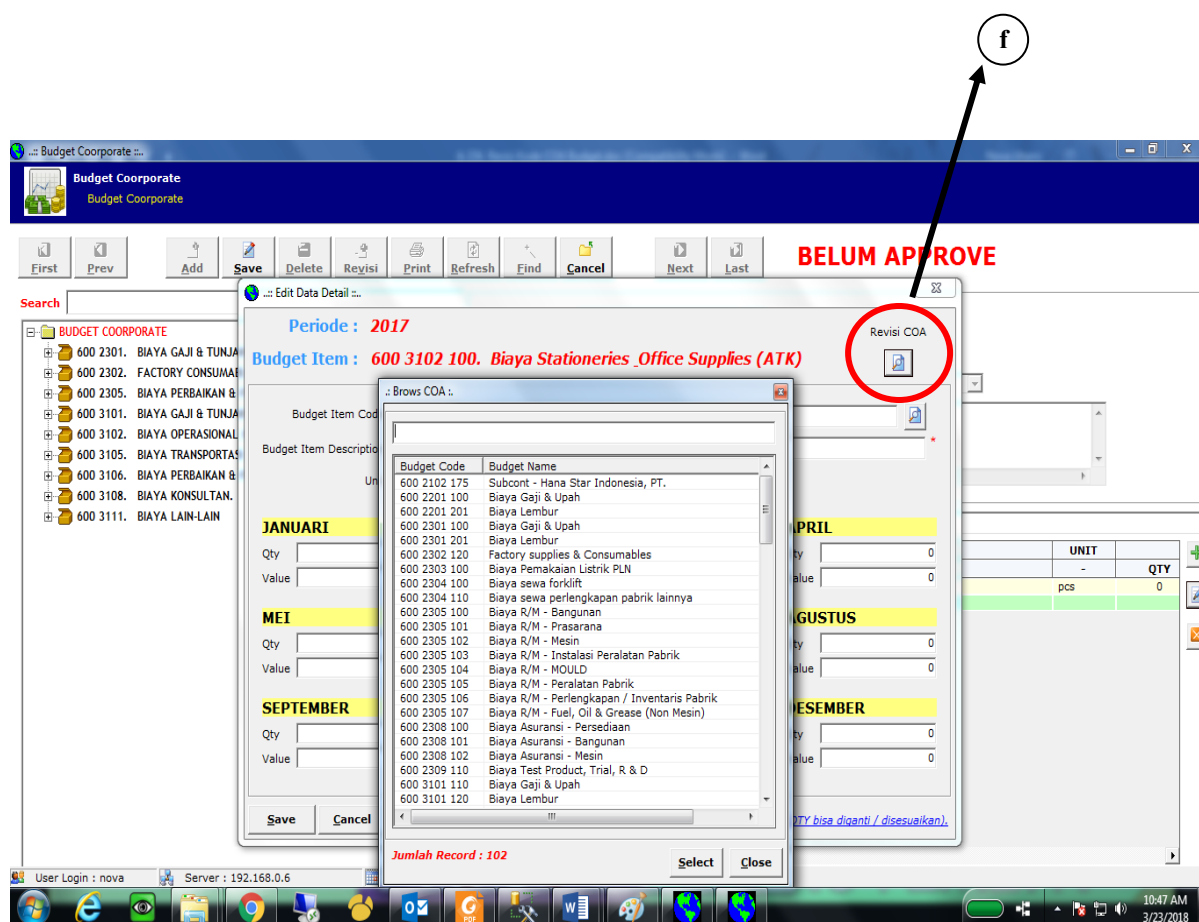 f
..:: Budget Coorporate ::..
Budget Coorporate
Budget Coorporate
First Prev Add Save Delete Revisi Print Refresh Find Cancel Next Last
BELUM APPROVE
Search
BUDGET COORPORATE
600 2301. BIAYA GAJI & TUNJA
600 2302. FACTORY CONSUMAB
600 2305. BIAYA PERBAIKAN &
600 3101. BIAYA GAJI & TUNJA
600 3102. BIAYA OPERASIONAL
600 3105. BIAYA TRANSPORTAS
600 3106. BIAYA PERBAIKAN &
600 3108. BIAYA KONSULTAN.
600 3111. BIAYA LAIN-LAIN
..:: Edit Data Detail ::..
Periode : 2017
Revisi COA
Budget Item : 600 3102 100. Biaya Stationeries _Office Supplies (ATK)
Budget Item Cod
Budget Item Descriptio
*
Un
JANUARI
Qty
Value
MEI
Qty
Value
SEPTEMBER
Qty
Value
Save Cancel
.: Brows COA :.
Budget Code Budget Name
600 2102 175 Subcont - Hana Star Indonesia, PT.
600 2201 100 Biaya Gaji & Upah
600 2201 201 Biaya Lembur
600 2301 100 Biaya Gaji & Upah
600 2301 201 Biaya Lembur
600 2302 120 Factory supplies & Consumables
600 2303 100 Biaya Pemakaian Listrik PLN
600 2304 100 Biaya sewa forklift
600 2304 110 Biaya sewa perlengkapan pabrik lainnya
600 2305 100 Biaya R/M - Bangunan
600 2305 101 Biaya R/M - Prasarana
600 2305 102 Biaya R/M - Mesin
600 2305 103 Biaya R/M - Instalasi Peralatan Pabrik
600 2305 104 Biaya R/M - MOULD
600 2305 105 Biaya R/M - Peralatan Pabrik
600 2305 106 Biaya R/M - Perlengkapan / Inventaris Pabrik
600 2305 107 Biaya R/M - Fuel, Oil & Grease (Non Mesin)
600 2308 100 Biaya Asuransi - Persediaan
600 2308 101 Biaya Asuransi - Bangunan
600 2308 102 Biaya Asuransi - Mesin
600 2309 110 Biaya Test Product, Trial, R & D
600 3101 110 Biaya Gaji & Upah
600 3101 120 Biaya Lembur
Jumlah Record : 102
Select Close
APRIL
ty 0
alue 0
AGUSTUS
ty 0
alue 0
DESEMBER
ty 0
alue 0
QTY bisa diganti / disesuaikan).
UNIT
- QTY
pcs 0
User Login : nova Server : 192.168.0.6
PDF
10:47 AM
3/23/2018